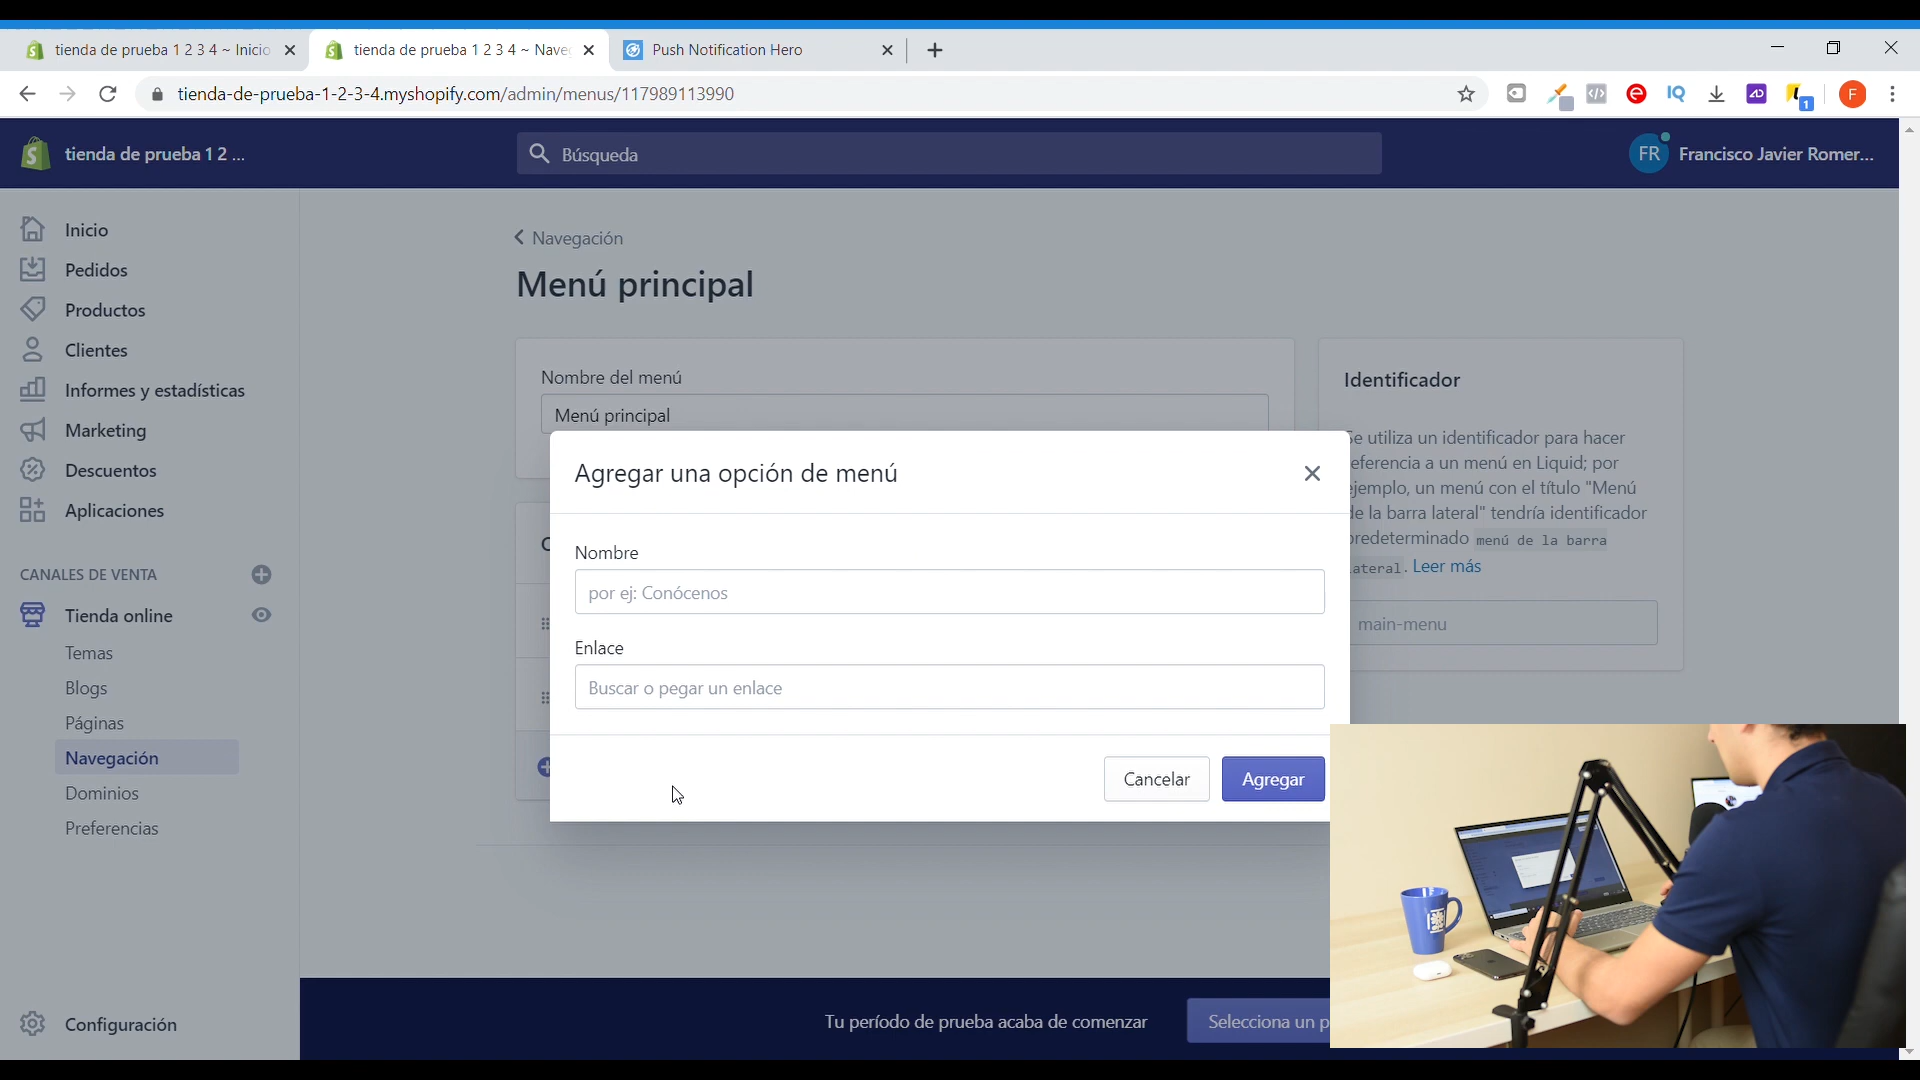 tienda de prueba 1 2 3 4 ~ Inicio
tienda de prueba 1 2 3 4 ~ Nave
Push Notification Hero
tienda-de-prueba-1-2-3-4.myshopify.com/admin/menus/117989113990
1
F
tienda de prueba 1 2 ...
Búsqueda
FR
Francisco Javier Romer...
Inicio
Pedidos
Productos
Clientes
Informes y estadísticas
Marketing
Descuentos
Aplicaciones
CANALES DE VENTA
Tienda online
Temas
Blogs
Páginas
Navegación
Dominios
Preferencias
Configuración
Navegación
Menú principal
Nombre del menú
Menú principal
Agregar una opción de menú
Nombre
por ej: Conócenos
Enlace
Buscar o pegar un enlace
Cancelar
Agregar
Identificador
Se utiliza un identificador para hacer
referencia a un menú en Liquid; por
ejemplo, un menú con el título "Menú
de la barra lateral" tendría identificador
predeterminado menú de la barra
lateral. Leer más
main-menu
Tu período de prueba acaba de comenzar
Selecciona un p